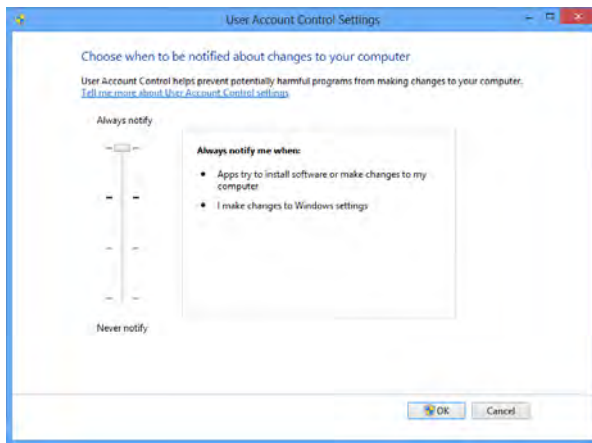 User Account Control Settings
Choose when to be notified about changes to your computer
User Account Control helps prevent potentially harmful programs from making changes to your computer.
Tell me more about User Account Control settings
Always notify
Always notify me when:
• Apps try to install software or make changes to my
computer
• I make changes to Windows settings
Never notify
OK
Cancel